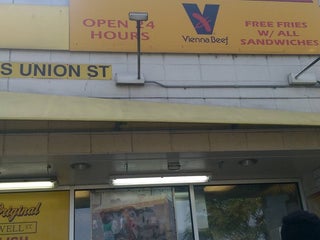 OPEN 24
HOURS
V
Vienna Beef
FREE FRIES
W/ ALL
SANDWICHES
S UNION ST
Original